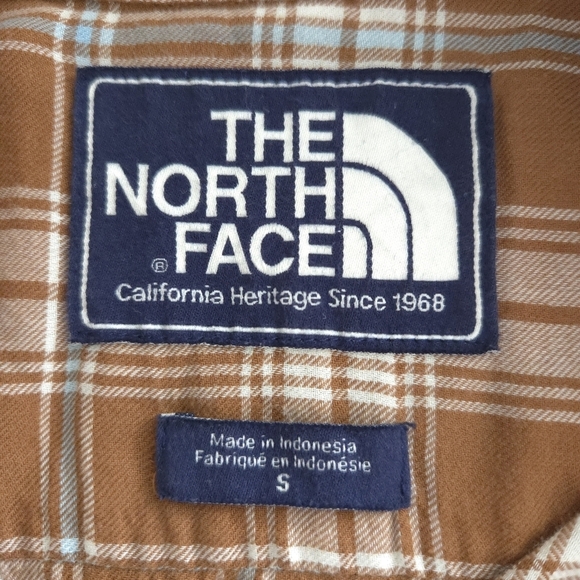 THE
NORTH
® FACE
California Heritage Since 1968
Made in Indonesia
Fabriqué en Indonésie
S